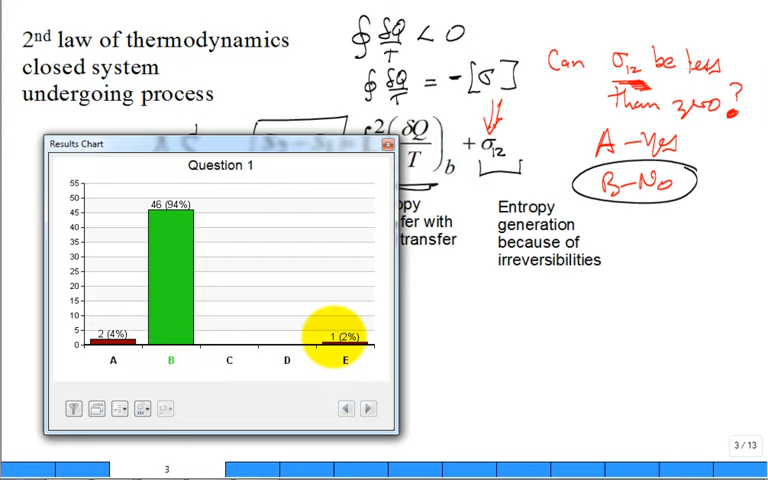 2nd law of thermodynamics
closed system
undergoing process
∮ δQ/T < 0
∮ δQ/T = -[σ]
(δQ/T)b + σ12
Can σ12 be less
than zero?
A - Yes
B - No
transfer
Entropy
generation
because of
irreversibilities
Results Chart
Question 1
55
50
45
40
35
30
25
20
15
10
5
0
2 (4%)
46 (94%)
1 (2%)
A B C D E
3 / 13
3